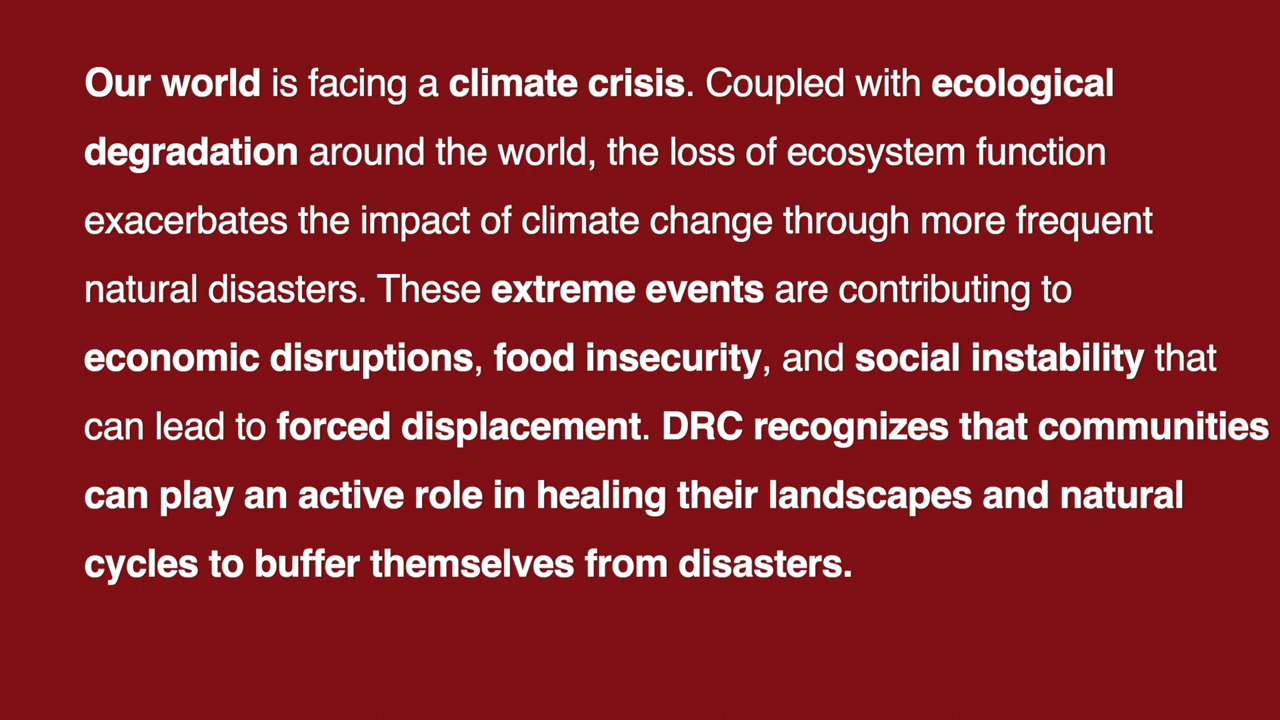 Our world is facing a climate crisis. Coupled with ecological
degradation around the world, the loss of ecosystem function
exacerbates the impact of climate change through more frequent
natural disasters. These extreme events are contributing to
economic disruptions, food insecurity, and social instability that
can lead to forced displacement. DRC recognizes that communities
can play an active role in healing their landscapes and natural
cycles to buffer themselves from disasters.